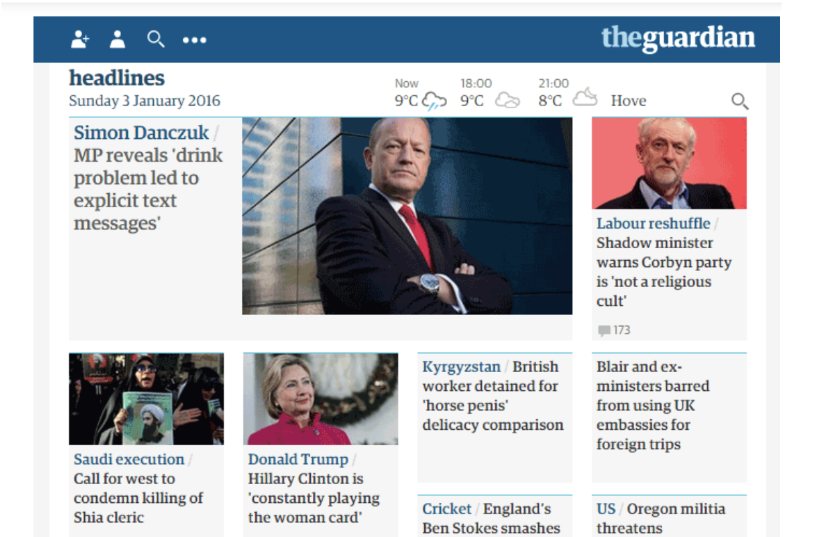 theguardian
headlines
Sunday 3 January 2016
Now 18:00 21:00
9°C 9°C 8°C Hove
Simon Danczuk /
MP reveals 'drink
problem led to
explicit text
messages'
Labour reshuffle /
Shadow minister
warns Corbyn party
is 'not a religious
cult'
173
Saudi execution /
Call for west to
condemn killing of
Shia cleric
Donald Trump /
Hillary Clinton is
'constantly playing
the woman card'
Kyrgyzstan / British
worker detained for
'horse penis'
delicacy comparison
Blair and ex-
ministers barred
from using UK
embassies for
foreign trips
Cricket / England's
Ben Stokes smashes
US / Oregon militia
threatens